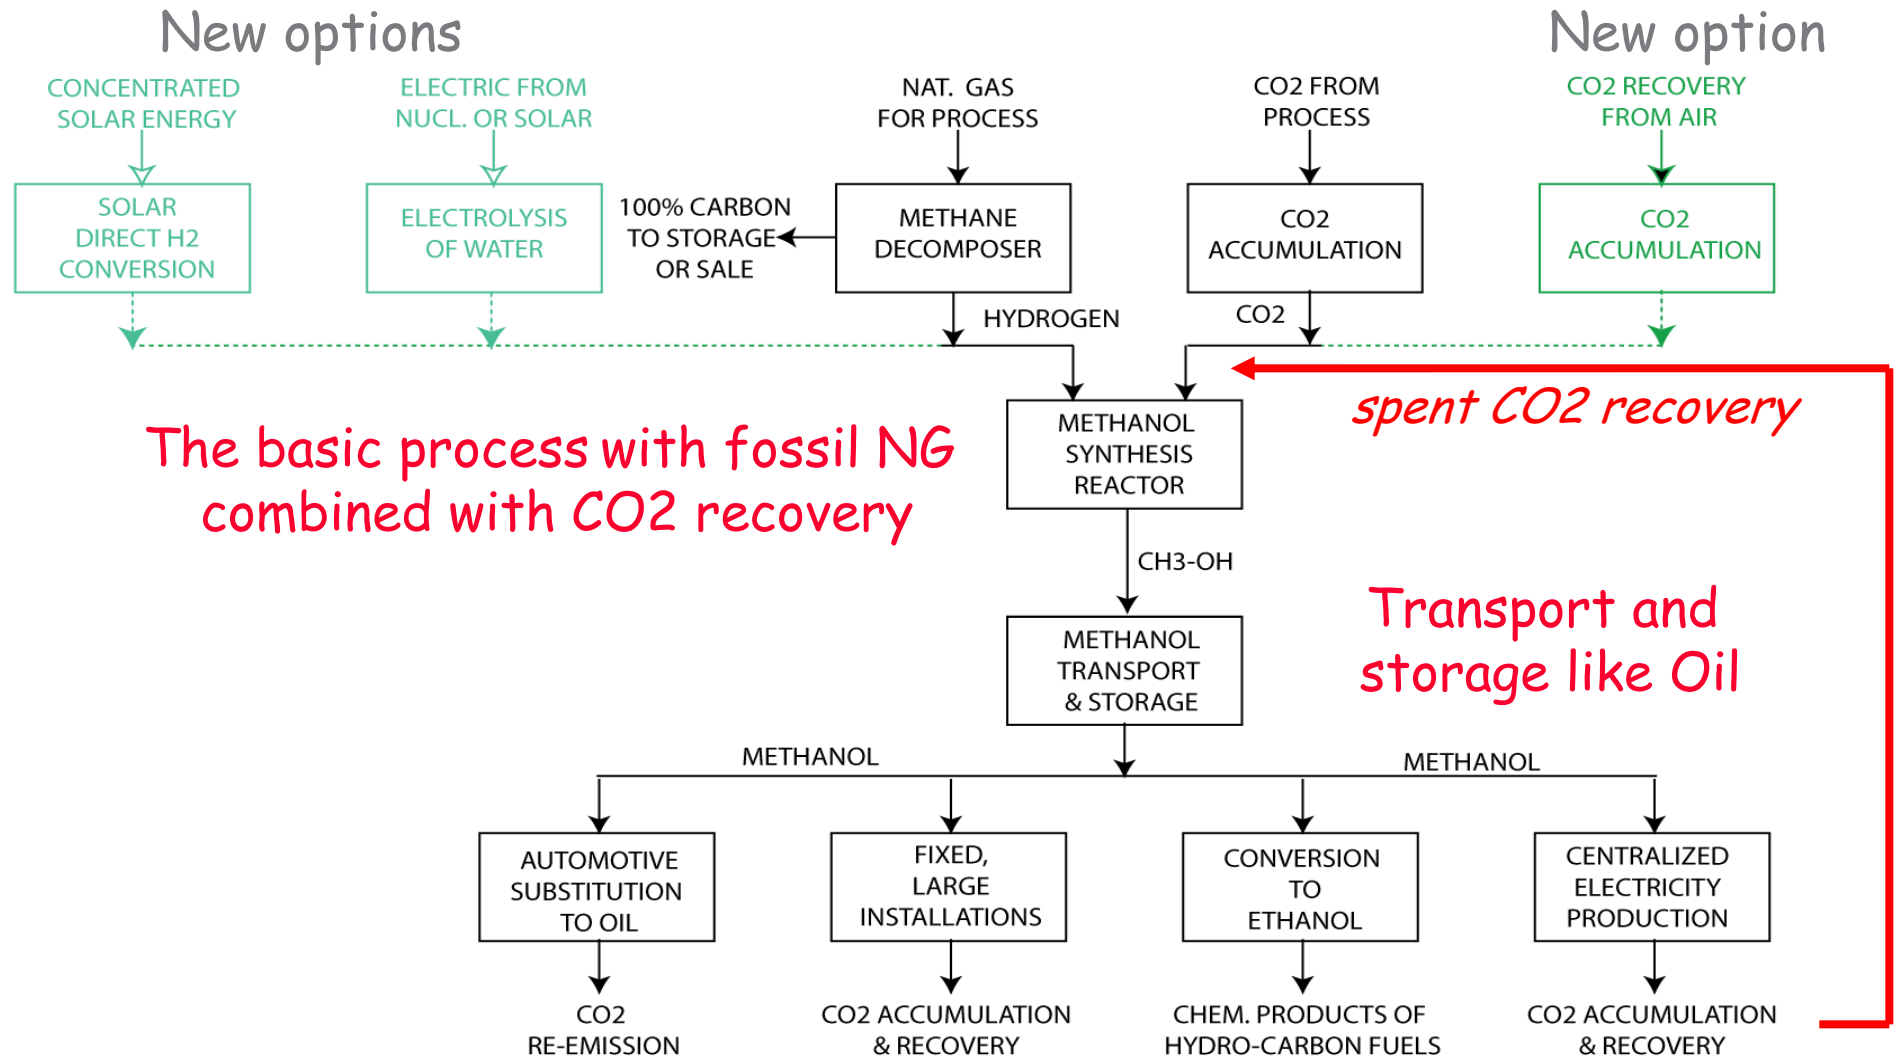 New options
New option
CONCENTRATED
SOLAR ENERGY
ELECTRIC FROM
NUCL. OR SOLAR
NAT. GAS
FOR PROCESS
CO2 FROM
PROCESS
CO2 RECOVERY
FROM AIR
SOLAR
DIRECT H2
CONVERSION
ELECTROLYSIS
OF WATER
100% CARBON
TO STORAGE
OR SALE
METHANE
DECOMPOSER
CO2
ACCUMULATION
CO2
ACCUMULATION
HYDROGEN
CO2
spent CO2 recovery
The basic process with fossil NG
combined with CO2 recovery
METHANOL
SYNTHESIS
REACTOR
CH3-OH
Transport and
storage like Oil
METHANOL
TRANSPORT
& STORAGE
METHANOL
METHANOL
AUTOMOTIVE
SUBSTITUTION
TO OIL
FIXED,
LARGE
INSTALLATIONS
CONVERSION
TO
ETHANOL
CENTRALIZED
ELECTRICITY
PRODUCTION
CO2
RE-EMISSION
CO2 ACCUMULATION
& RECOVERY
CHEM. PRODUCTS OF
HYDRO-CARBON FUELS
CO2 ACCUMULATION
& RECOVERY